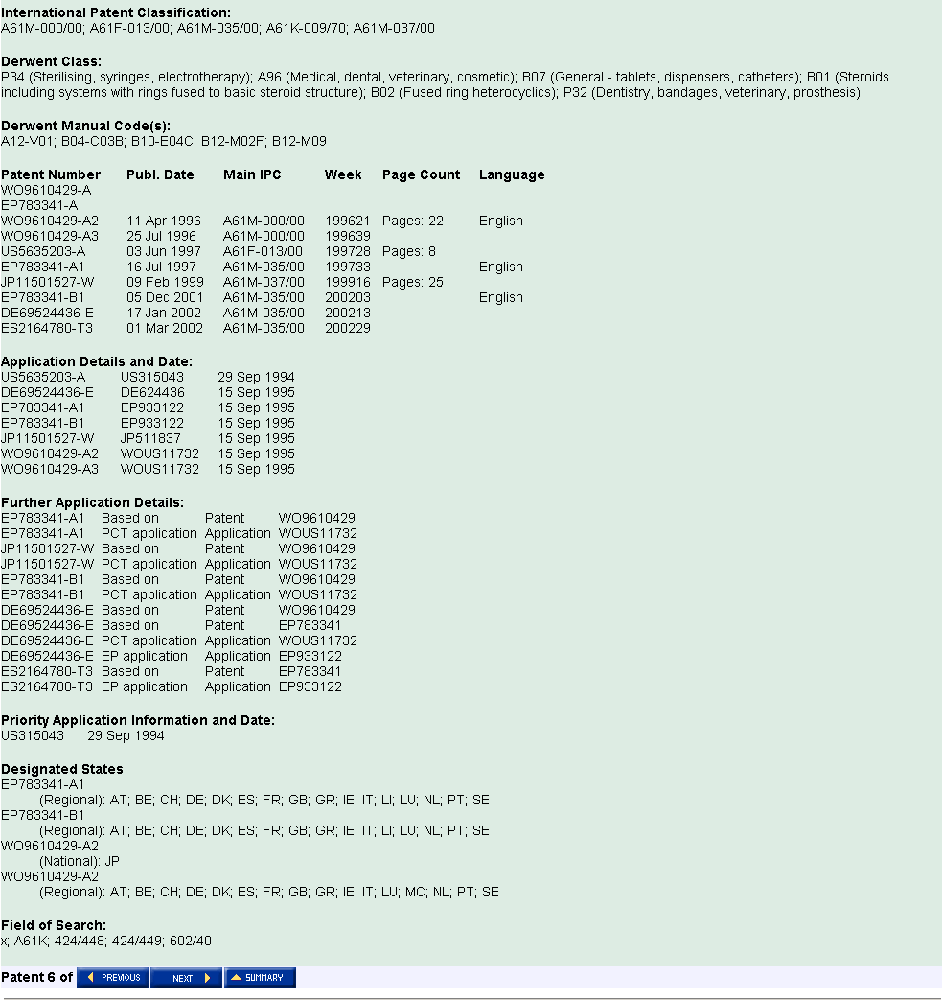 International Patent Classification:
A61M-000/00; A61F-013/00; A61M-035/00; A61K-009/70; A61M-037/00
Derwent Class:
P34 (Sterilising, syringes, electrotherapy); A96 (Medical, dental, veterinary, cosmetic); B07 (General - tablets, dispensers, catheters); B01 (Steroids
including systems with rings fused to basic steroid structure); B02 (Fused ring heterocyclics); P32 (Dentistry, bandages, veterinary, prosthesis)
Derwent Manual Code(s):
A12-V01; B04-C03B; B10-E04C; B12-M02F; B12-M09
Patent Number Publ. Date Main IPC Week Page Count Language
WO9610429-A
EP783341-A
WO9610429-A2 11 Apr 1996 A61M-000/00 199621 Pages: 22 English
WO9610429-A3 25 Jul 1996 A61M-000/00 199639
US5635203-A 03 Jun 1997 A61F-013/00 199728 Pages: 8
EP783341-A1 16 Jul 1997 A61M-035/00 199733 English
JP11501527-W 09 Feb 1999 A61M-037/00 199916 Pages: 25
EP783341-B1 05 Dec 2001 A61M-035/00 200203 English
DE69524436-E 17 Jan 2002 A61M-035/00 200213
ES2164780-T3 01 Mar 2002 A61M-035/00 200229
Application Details and Date:
US5635203-A US315043 29 Sep 1994
DE69524436-E DE624436 15 Sep 1995
EP783341-A1 EP933122 15 Sep 1995
EP783341-B1 EP933122 15 Sep 1995
JP11501527-W JP511837 15 Sep 1995
WO9610429-A2 WOUS11732 15 Sep 1995
WO9610429-A3 WOUS11732 15 Sep 1995
Further Application Details:
EP783341-A1 Based on Patent WO9610429
EP783341-A1 PCT application Application WOUS11732
JP11501527-W Based on Patent WO9610429
JP11501527-W PCT application Application WOUS11732
EP783341-B1 Based on Patent WO9610429
EP783341-B1 PCT application Application WOUS11732
DE69524436-E Based on Patent WO9610429
DE69524436-E Based on Patent EP783341
DE69524436-E PCT application Application WOUS11732
DE69524436-E EP application Application EP933122
ES2164780-T3 Based on Patent EP783341
ES2164780-T3 EP application Application EP933122
Priority Application Information and Date:
US315043 29 Sep 1994
Designated States
EP783341-A1
(Regional): AT; BE; CH; DE; DK; ES; FR; GB; GR; IE; IT; LI; LU; NL; PT; SE
EP783341-B1
(Regional): AT; BE; CH; DE; DK; ES; FR; GB; GR; IE; IT; LI; LU; NL; PT; SE
WO9610429-A2
(National): JP
WO9610429-A2
(Regional): AT; BE; CH; DE; DK; ES; FR; GB; GR; IE; IT; LU; MC; NL; PT; SE
Field of Search:
x; A61K; 424/448; 424/449; 602/40
Patent 6 of PREVIOUS NEXT SUMMARY